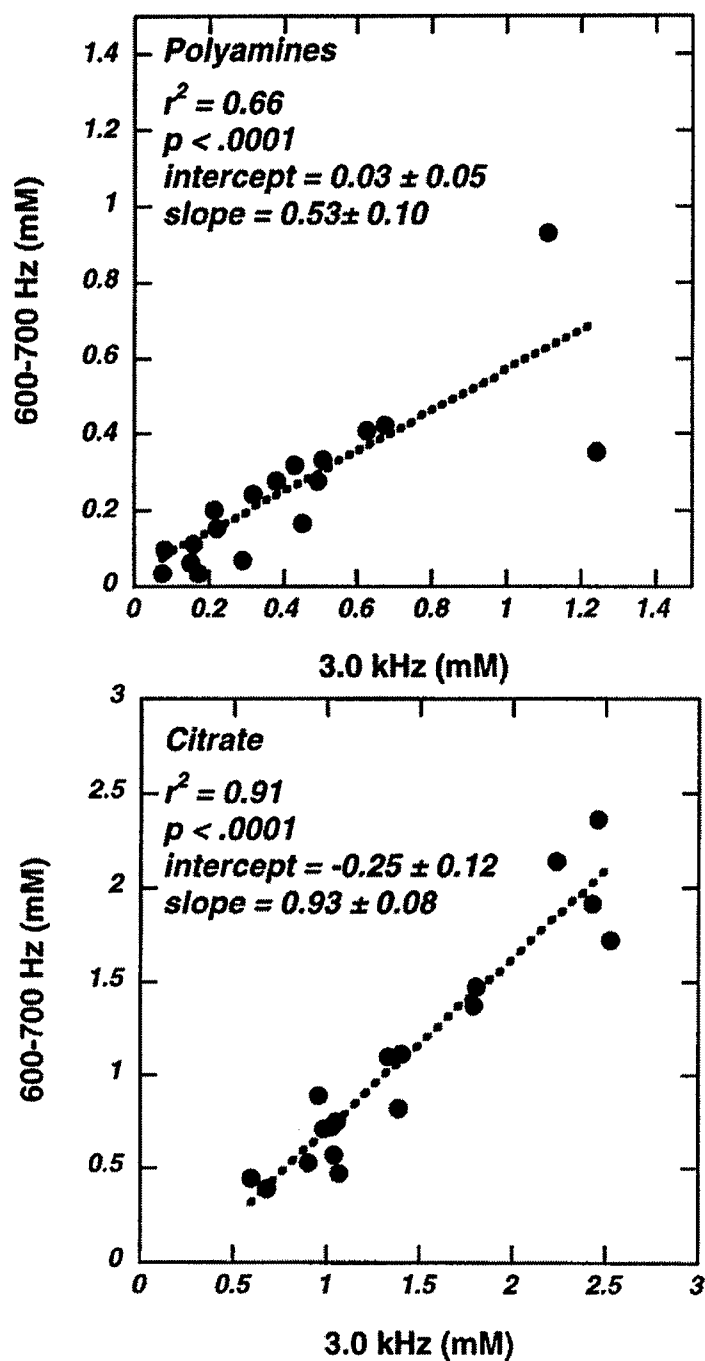 Polyamines
r² = 0.66
p < .0001
intercept = 0.03 ± 0.05
slope = 0.53± 0.10
1.4
1.2
1
0.8
0.6
0.4
0.2
0
600-700 Hz (mM)
0 0.2 0.4 0.6 0.8 1 1.2 1.4
3.0 kHz (mM)
Citrate
r² = 0.91
p < .0001
intercept = -0.25 ± 0.12
slope = 0.93 ± 0.08
3
2.5
2
1.5
1
0.5
0
600-700 Hz (mM)
0 0.5 1 1.5 2 2.5 3
3.0 kHz (mM)